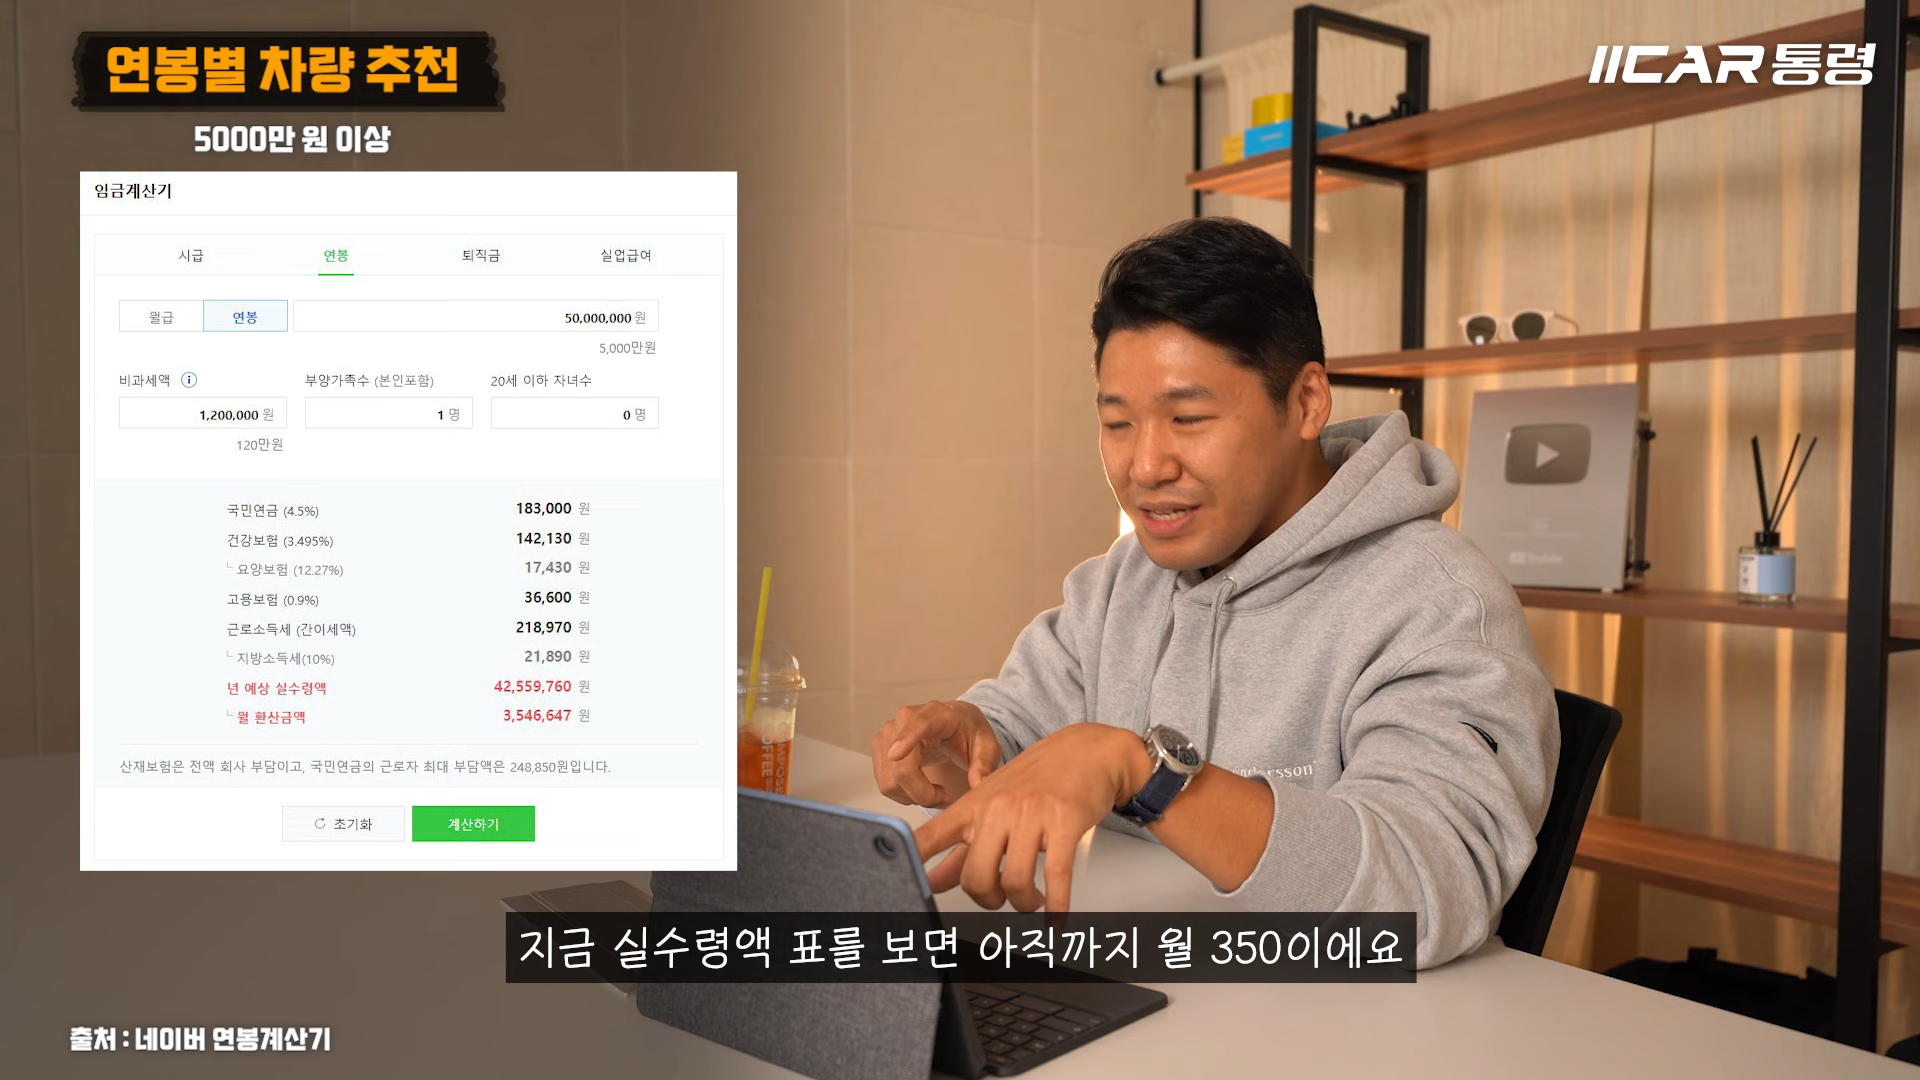 연봉별 차량 추천
5000만 원 이상
IICAR통령
임금계산기
시급 연봉 퇴직금 실업급여
월급 연봉 50,000,000 원
5,000만원
비과세액 부양가족수 (본인포함) 20세 이하 자녀수
1,200,000 원 1 명 0 명
120만원
국민연금 (4.5%) 183,000 원
건강보험 (3.495%) 142,130 원
└ 요양보험 (12.27%) 17,430 원
고용보험 (0.9%) 36,600 원
근로소득세 (간이세액) 218,970 원
└ 지방소득세(10%) 21,890 원
년 예상 실수령액 42,559,760 원
└ 월 환산금액 3,546,647 원
산재보험은 전액 회사 부담이고, 국민연금의 근로자 최대 부담액은 248,850원입니다.
초기화 계산하기
지금 실수령액 표를 보면 아직까지 월 350이에요
출처 : 네이버 연봉계산기